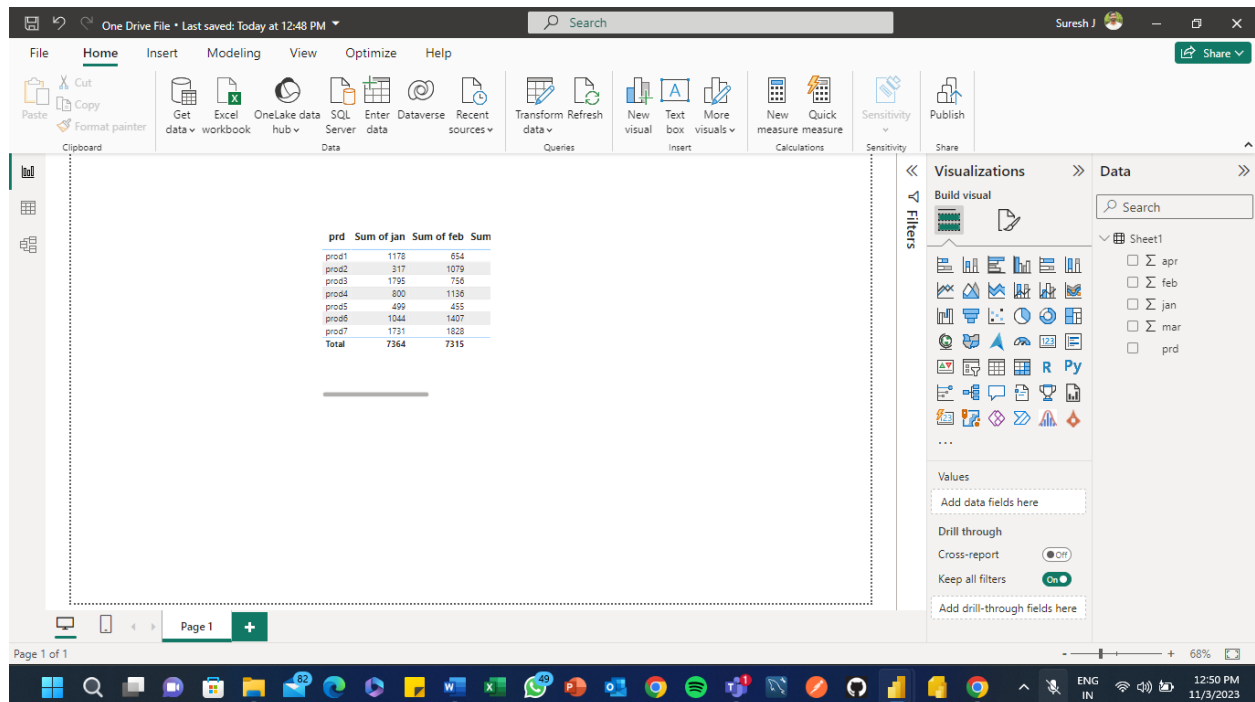 One Drive File • Last saved: Today at 12:48 PM
Search
Suresh J
File Home Insert Modeling View Optimize Help
Share
Paste
Cut
Copy
Format painter
Clipboard
Get data
Excel workbook
OneLake data hub
SQL Server
Enter data
Dataverse
Recent sources
Data
Transform data
Refresh
Queries
New visual
Text box
More visuals
Insert
New measure
Quick measure
Calculations
Sensitivity
Sensitivity
Publish
Share
prd Sum of jan Sum of feb Sum
prod1 1178 654
prod2 317 1079
prod3 1795 756
prod4 800 1136
prod5 499 455
prod6 1044 1407
prod7 1731 1828
Total 7364 7315
Filters
Visualizations
Build visual
123
R Py
123
...
Values
Add data fields here
Drill through
Cross-report Off
Keep all filters On
Add drill-through fields here
Data
Search
Sheet1
∑ apr
∑ feb
∑ jan
∑ mar
prd
Page 1
+
Page 1 of 1
- + 68%
82
49
1
ENG
IN
12:50 PM
11/3/2023